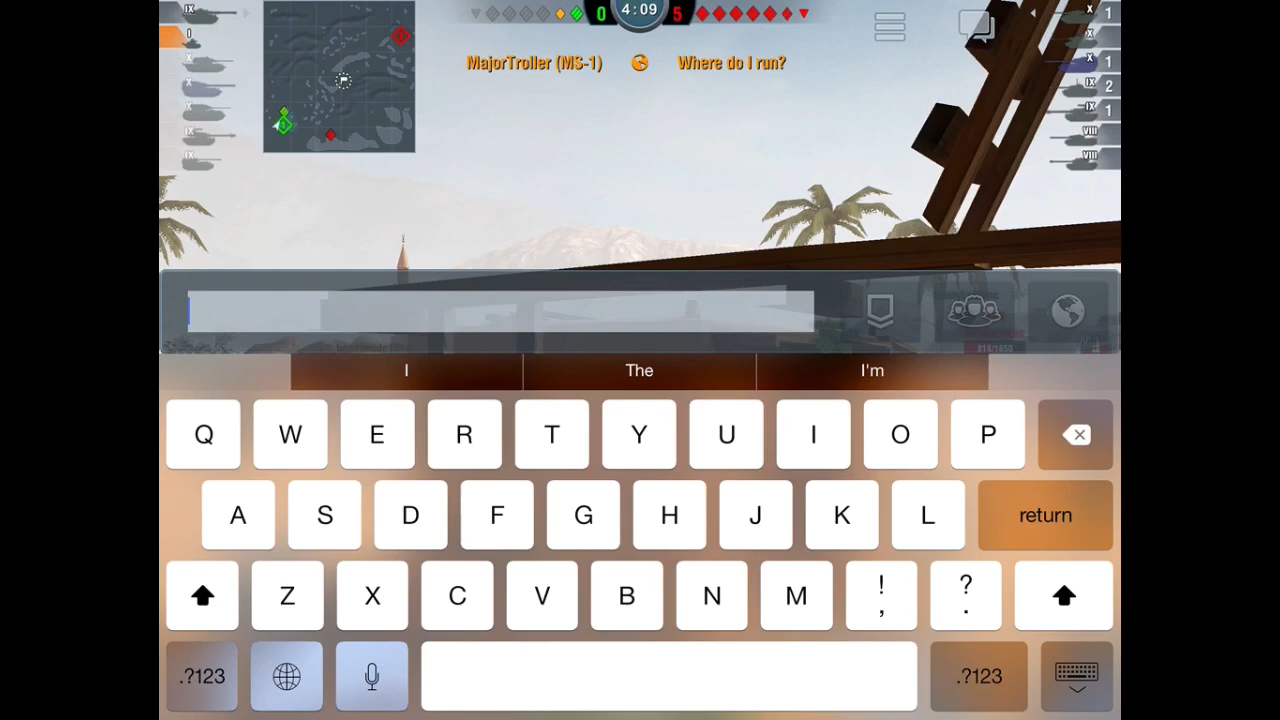 IX
I
X
X
X
IX
IX
0
4:09
5
MajorTroller (MS-1)
Where do I run?
X 1
X
X 1
X 2
IX 1
VIII
VIII
I
The
I'm
Q W E R T Y U I O P
A S D F G H J K L return
Z X C V B N M ! , ? .
.?123
.?123